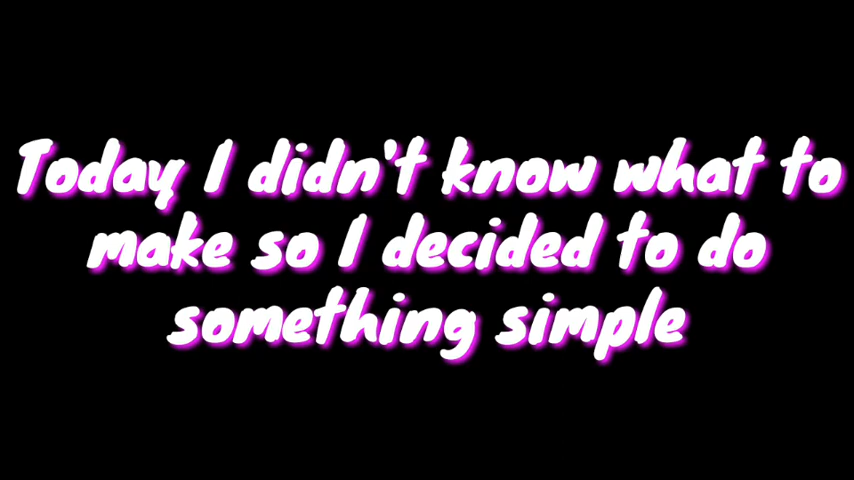 Today I didn't know what to
make so I decided to do
something simple